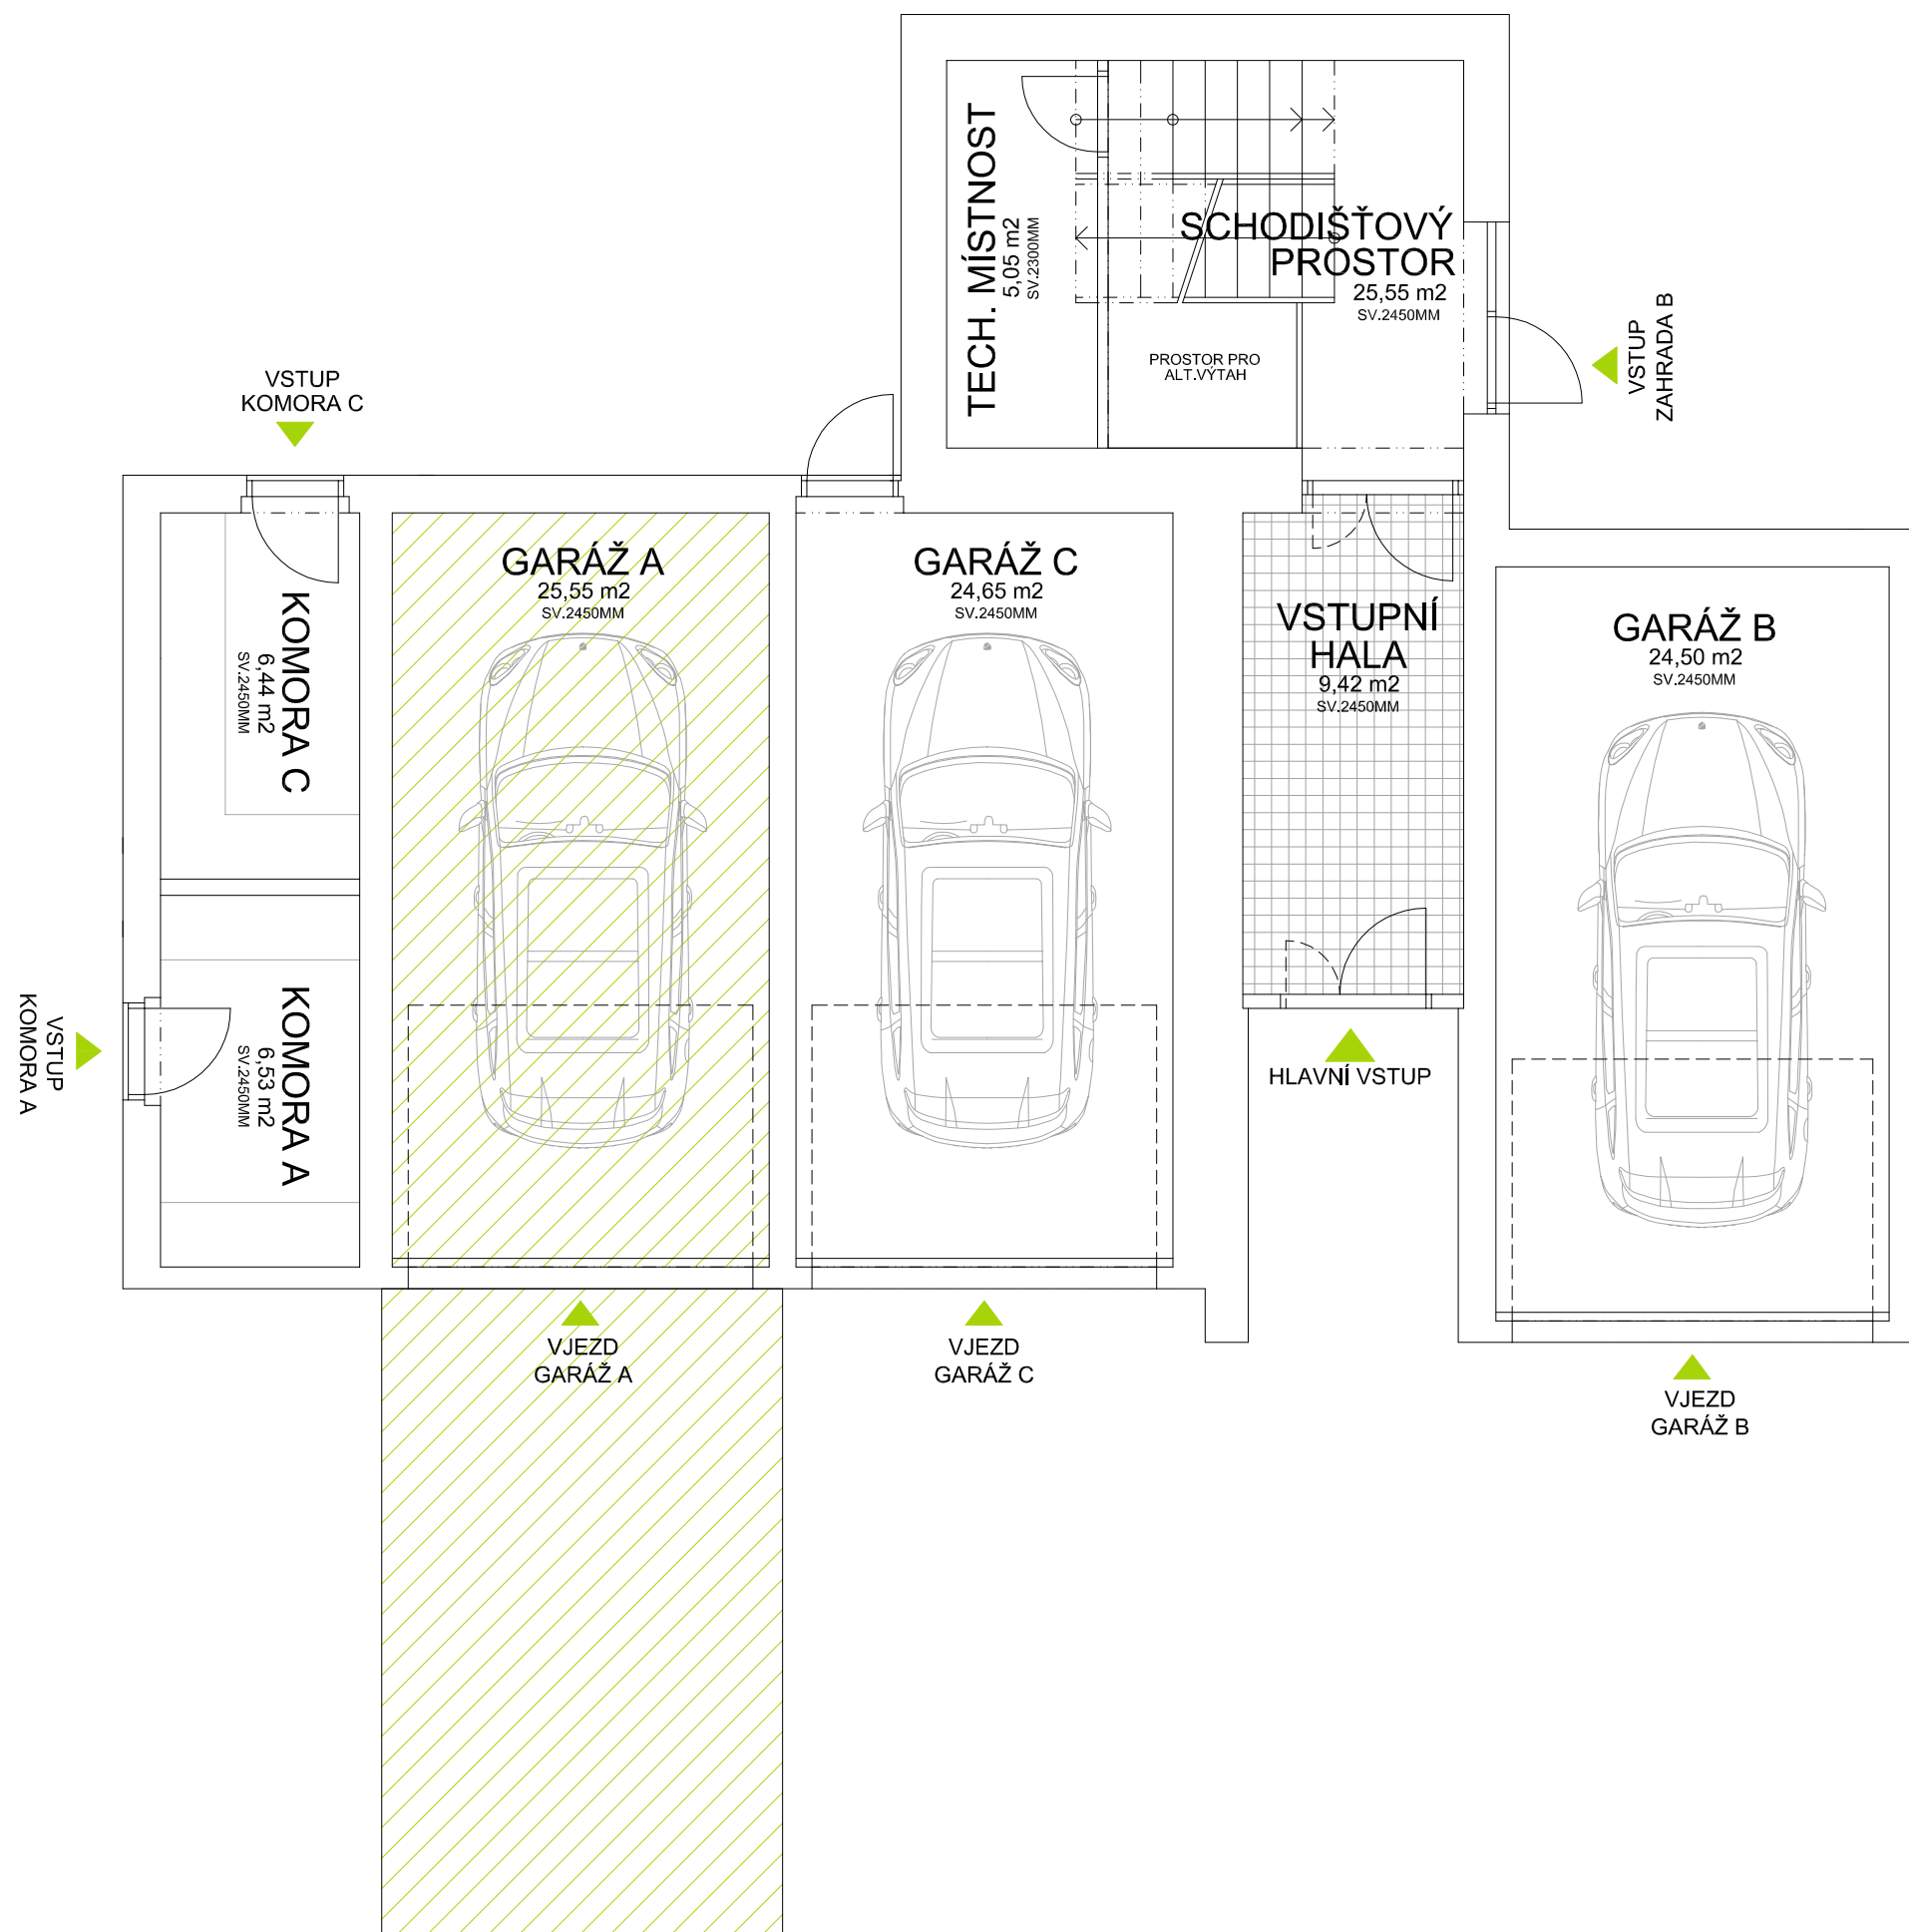 TECH. MÍSTNOST
5,05 m2
SV.2300MM
SCHODIŠŤOVÝ
PROSTOR
25,55 m2
SV.2450MM
PROSTOR PRO
ALT.VÝTAH
VSTUP
ZAHRADA B
VSTUP
KOMORA C
KOMORA C
6,44 m2
SV.2450MM
GARÁŽ A
25,55 m2
SV.2450MM
GARÁŽ C
24,65 m2
SV.2450MM
VSTUPNÍ
HALA
9,42 m2
SV.2450MM
GARÁŽ B
24,50 m2
SV.2450MM
VSTUP
KOMORA A
KOMORA A
6,53 m2
SV.2450MM
HLAVNÍ VSTUP
VJEZD
GARÁŽ A
VJEZD
GARÁŽ C
VJEZD
GARÁŽ B